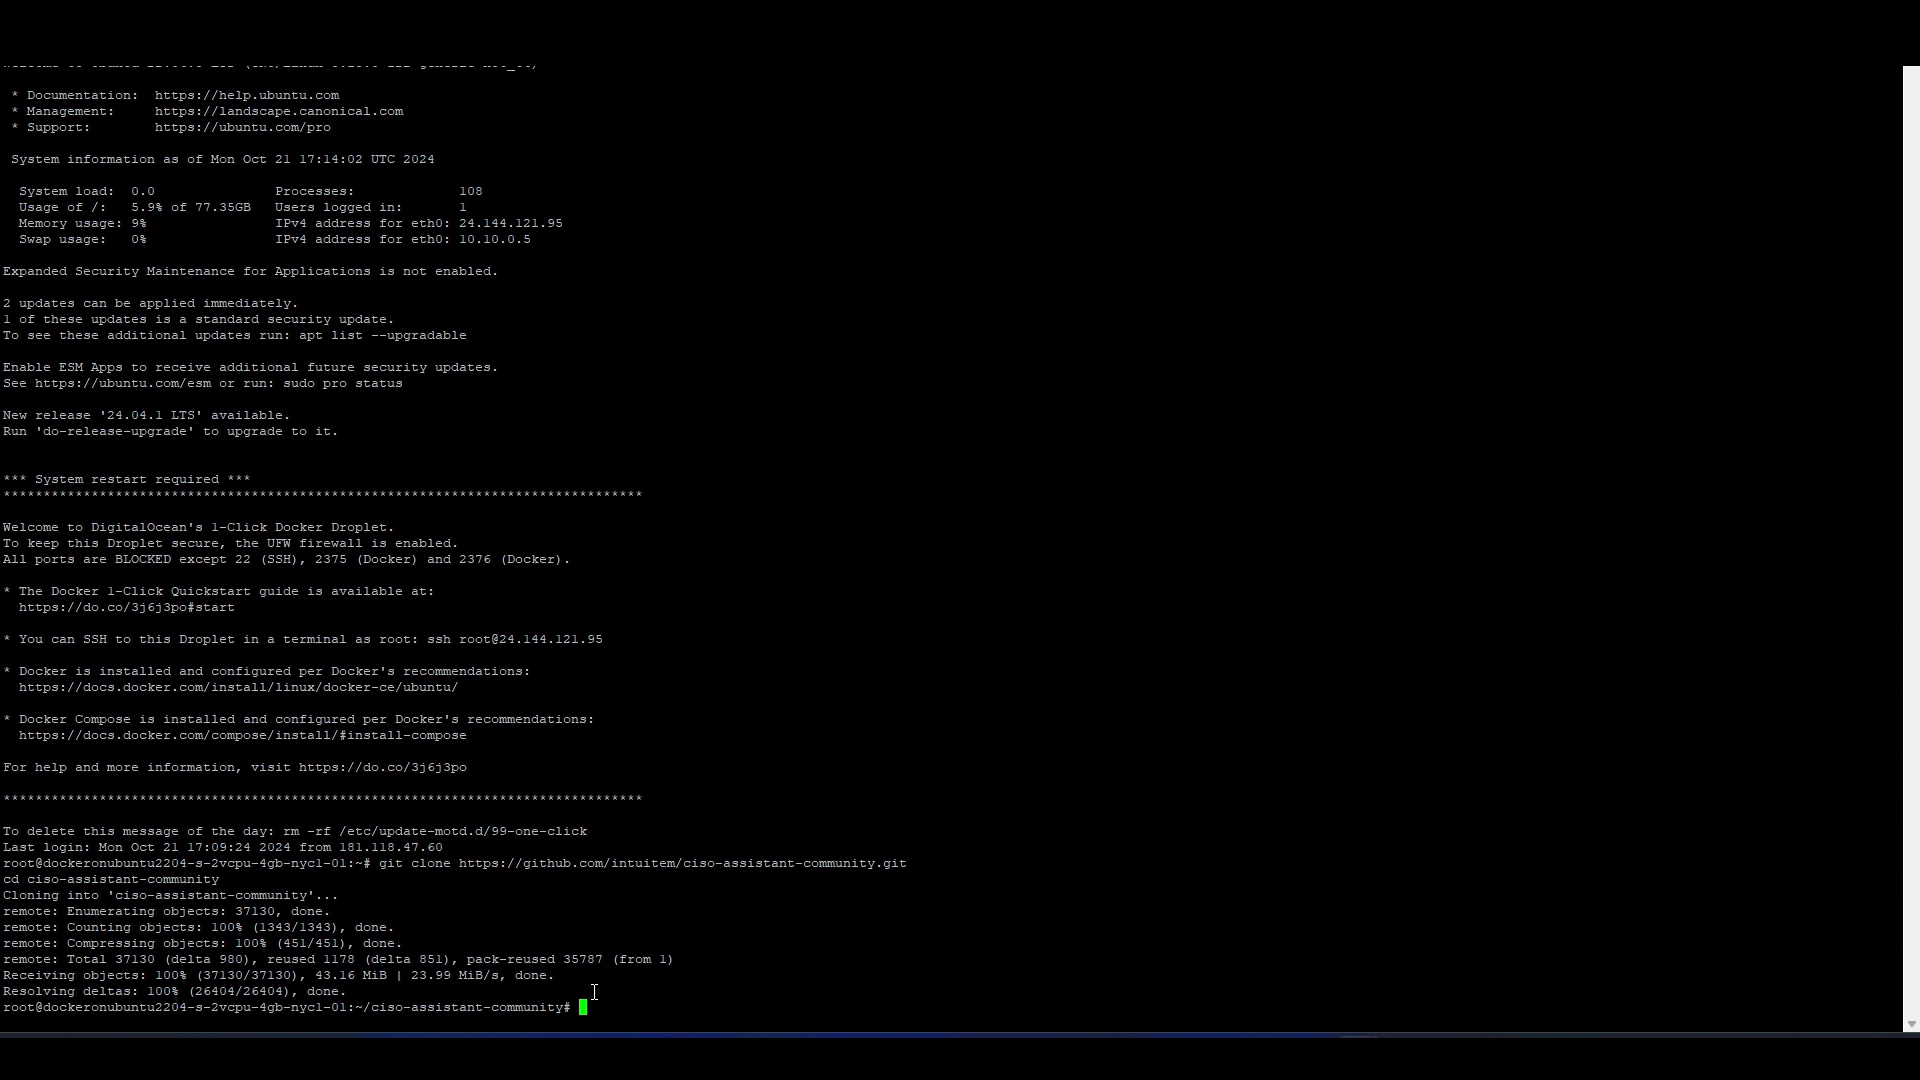 * Documentation:  https://help.ubuntu.com
* Management:     https://landscape.canonical.com
* Support:        https://ubuntu.com/pro
System information as of Mon Oct 21 17:14:02 UTC 2024
System load:  0.0               Processes:             108
Usage of /:   5.9% of 77.35GB   Users logged in:       1
Memory usage: 9%                IPv4 address for eth0: 24.144.121.95
Swap usage:   0%                IPv4 address for eth0: 10.10.0.5
Expanded Security Maintenance for Applications is not enabled.
2 updates can be applied immediately.
1 of these updates is a standard security update.
To see these additional updates run: apt list --upgradable
Enable ESM Apps to receive additional future security updates.
See https://ubuntu.com/esm or run: sudo pro status
New release '24.04.1 LTS' available.
Run 'do-release-upgrade' to upgrade to it.
*** System restart required ***
********************************************************************************
Welcome to DigitalOcean's 1-Click Docker Droplet.
To keep this Droplet secure, the UFW firewall is enabled.
All ports are BLOCKED except 22 (SSH), 2375 (Docker) and 2376 (Docker).
* The Docker 1-Click Quickstart guide is available at:
https://do.co/3j6j3po#start
* You can SSH to this Droplet in a terminal as root: ssh root@24.144.121.95
* Docker is installed and configured per Docker's recommendations:
https://docs.docker.com/install/linux/docker-ce/ubuntu/
* Docker Compose is installed and configured per Docker's recommendations:
https://docs.docker.com/compose/install/#install-compose
For help and more information, visit https://do.co/3j6j3po
********************************************************************************
To delete this message of the day: rm -rf /etc/update-motd.d/99-one-click
Last login: Mon Oct 21 17:09:24 2024 from 181.118.47.60
root@dockeronubuntu2204-s-2vcpu-4gb-nyc1-01:~# git clone https://github.com/intuitem/ciso-assistant-community.git
cd ciso-assistant-community
Cloning into 'ciso-assistant-community'...
remote: Enumerating objects: 37130, done.
remote: Counting objects: 100% (1343/1343), done.
remote: Compressing objects: 100% (451/451), done.
remote: Total 37130 (delta 980), reused 1178 (delta 851), pack-reused 35787 (from 1)
Receiving objects: 100% (37130/37130), 43.16 MiB | 23.99 MiB/s, done.
Resolving deltas: 100% (26404/26404), done.
root@dockeronubuntu2204-s-2vcpu-4gb-nyc1-01:~/ciso-assistant-community#